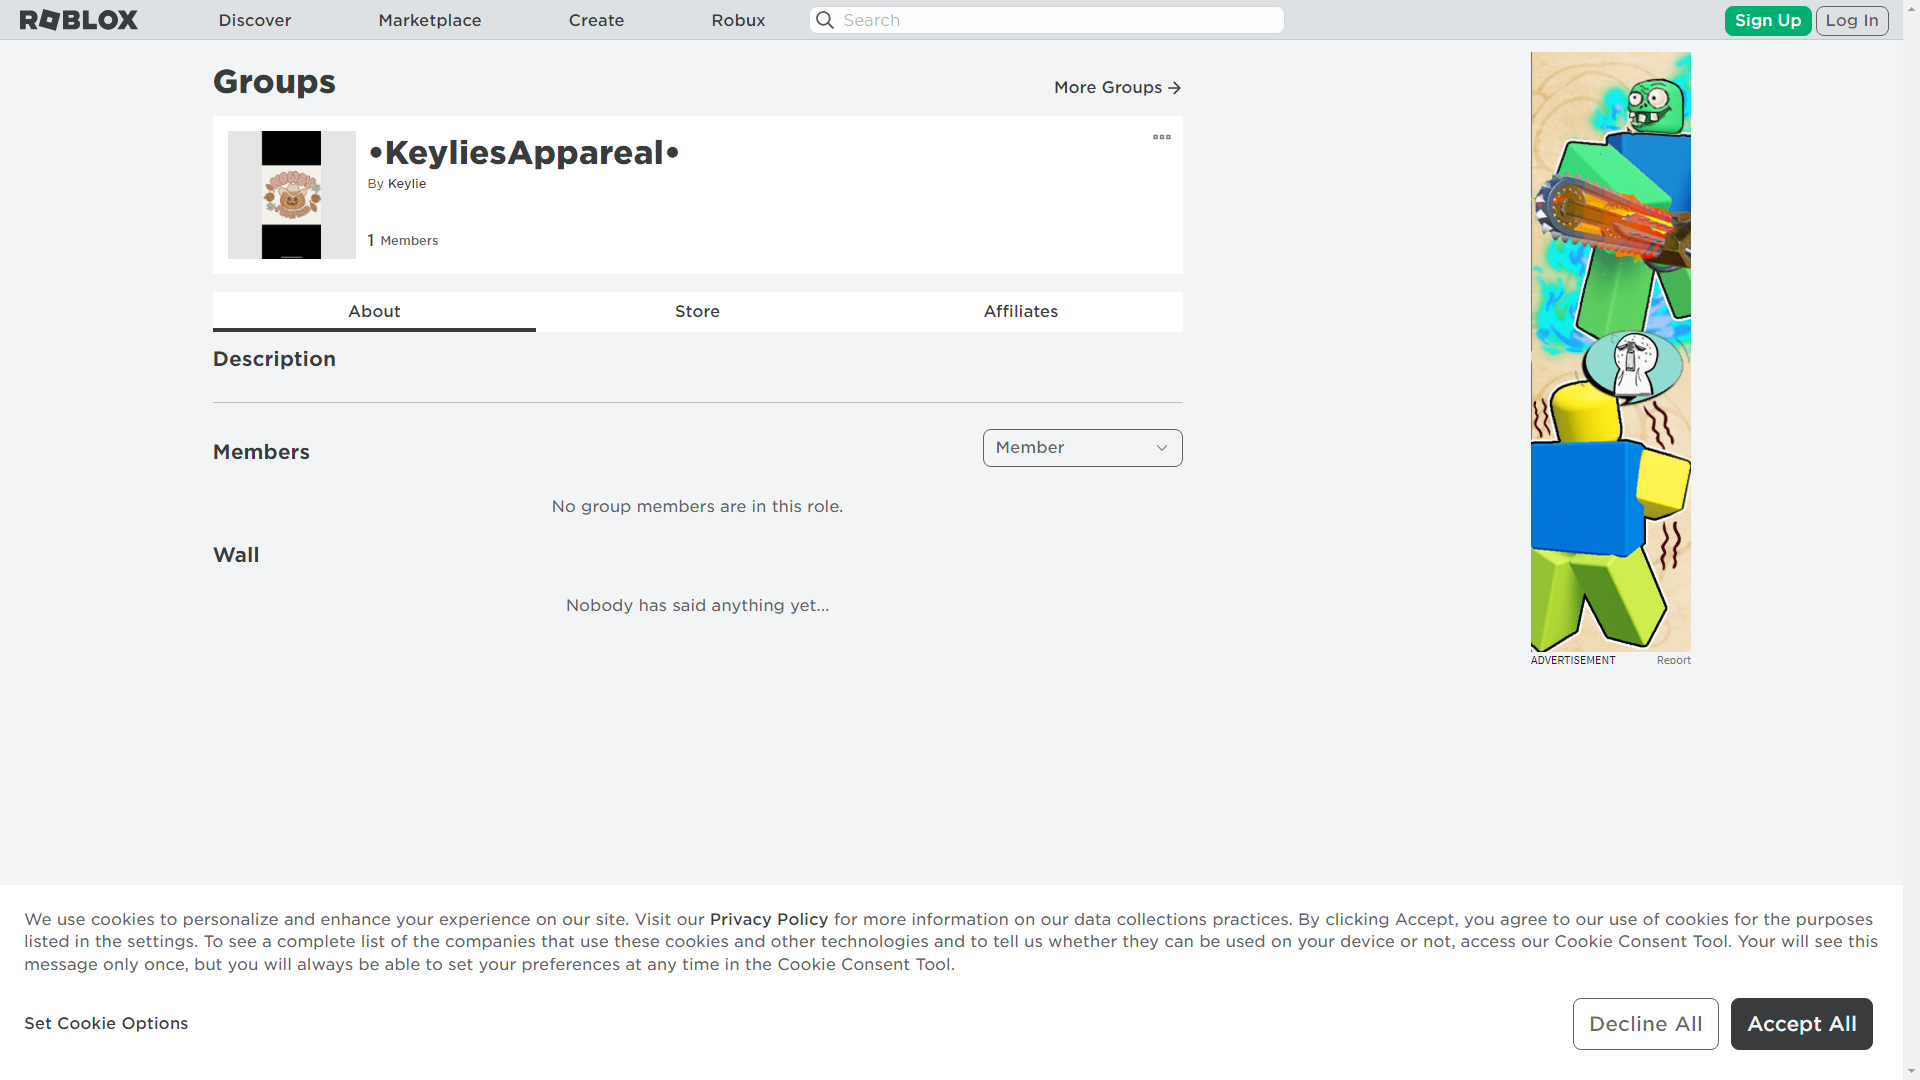 ROBLOX
Discover
Marketplace
Create
Robux
Search
Sign Up
Log In
Groups
More Groups
•KeyliesAppareal•
By Keylie
1 Members
About
Store
Affiliates
Description
Members
Member
No group members are in this role.
Wall
Nobody has said anything yet...
ADVERTISEMENT
Report
We use cookies to personalize and enhance your experience on our site. Visit our Privacy Policy for more information on our data collections practices. By clicking Accept, you agree to our use of cookies for the purposes
listed in the settings. To see a complete list of the companies that use these cookies and other technologies and to tell us whether they can be used on your device or not, access our Cookie Consent Tool. Your will see this
message only once, but you will always be able to set your preferences at any time in the Cookie Consent Tool.
Set Cookie Options
Decline All
Accept All